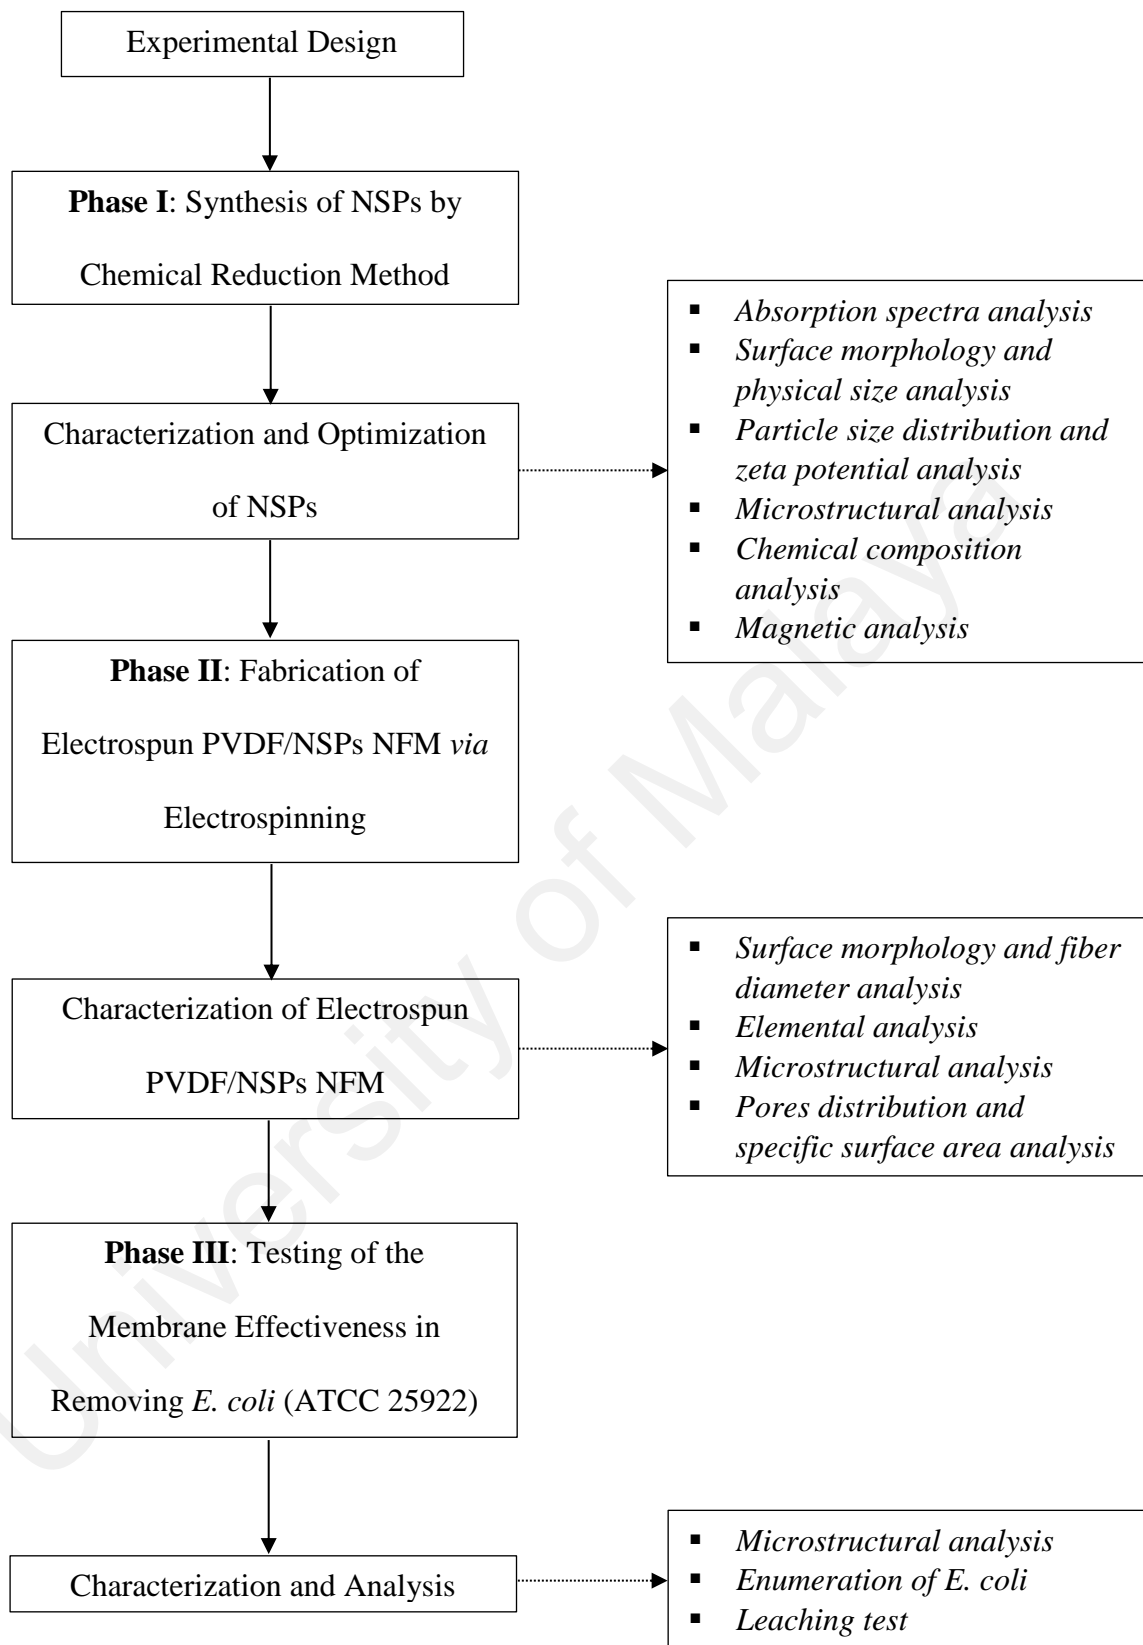 Experimental Design
Phase I: Synthesis of NSPs by
Chemical Reduction Method
Characterization and Optimization
of NSPs
▪ Absorption spectra analysis
▪ Surface morphology and
physical size analysis
▪ Particle size distribution and
zeta potential analysis
▪ Microstructural analysis
▪ Chemical composition
analysis
▪ Magnetic analysis
Phase II: Fabrication of
Electrospun PVDF/NSPs NFM via
Electrospinning
Characterization of Electrospun
PVDF/NSPs NFM
▪ Surface morphology and fiber
diameter analysis
▪ Elemental analysis
▪ Microstructural analysis
▪ Pores distribution and
specific surface area analysis
Phase III: Testing of the
Membrane Effectiveness in
Removing E. coli (ATCC 25922)
Characterization and Analysis
▪ Microstructural analysis
▪ Enumeration of E. coli
▪ Leaching test
University of Malaya